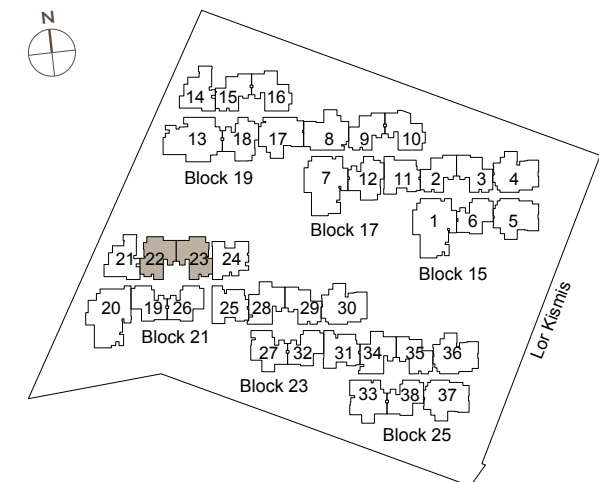 N
14 15 16
13 18 17 8 9 10
Block 19
7 12 11 2 3 4
Block 17
1 6 5
Block 15
21 22 23 24
20 19 26 25 28 29 30
Block 21
Lor Kismis
27 32 31 34 35 36
Block 23
33 38 37
Block 25